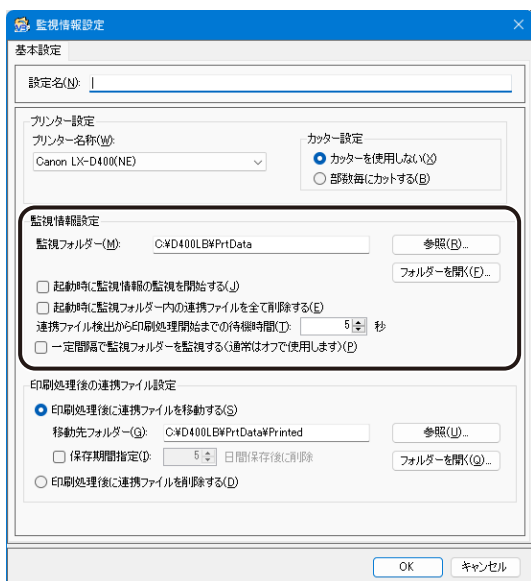 監視情報設定
基本設定
設定名(N):
プリンター設定
プリンター名称(W):
Canon LX-D400(NE)
カッター設定
カッターを使用しない(X)
部数毎にカットする(B)
監視情報設定
監視フォルダー(M): C:¥D400LB¥PrtData 参照(R)...
フォルダーを開く(F)...
起動時に監視情報の監視を開始する(J)
起動時に監視フォルダー内の連携ファイルを全て削除する(E)
連携ファイル検出から印刷処理開始までの待機時間(T): 5 秒
一定間隔で監視フォルダーを監視する(通常はオフで使用します)(P)
印刷処理後の連携ファイル設定
印刷処理後に連携ファイルを移動する(S)
移動先フォルダー(G): C:¥D400LB¥PrtData¥Printed 参照(U)...
保存期間指定(I): 5 日間保存後に削除 フォルダーを開く(Q)...
印刷処理後に連携ファイルを削除する(D)
OK キャンセル